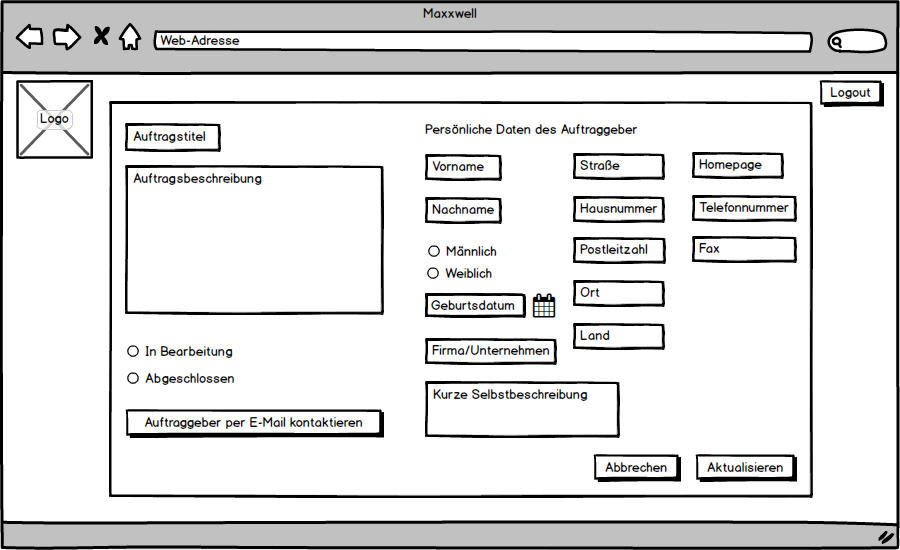 Maxxwell
Web-Adresse
Logo
Logout
Auftragstitel
Auftragsbeschreibung
In Bearbeitung
Abgeschlossen
Auftraggeber per E-Mail kontaktieren
Persönliche Daten des Auftraggeber
Vorname
Nachname
Männlich
Weiblich
Geburtsdatum
Firma/Unternehmen
Kurze Selbstbeschreibung
Straße
Hausnummer
Postleitzahl
Ort
Land
Homepage
Telefonnummer
Fax
Abbrechen
Aktualisieren